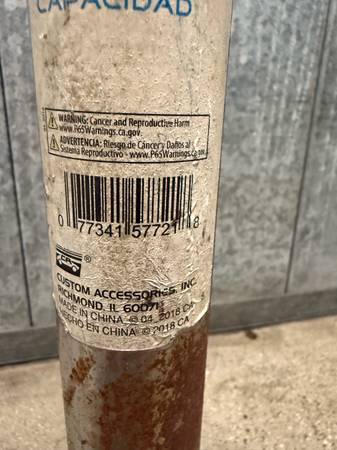 CAPACIDAD
WARNING: Cancer and Reproductive Harm
www.P65Warnings.ca.gov.
ADVERTENCIA: Riesgo de Cáncer y Daños al
Sistema Reproductivo - www.P65Warnings.ca.gov.
0 77341 57721 8
®
CUSTOM ACCESSORIES, INC.
RICHMOND, IL 60071
MADE IN CHINA © 04_2018 CA
HECHO EN CHINA © 2018 CA